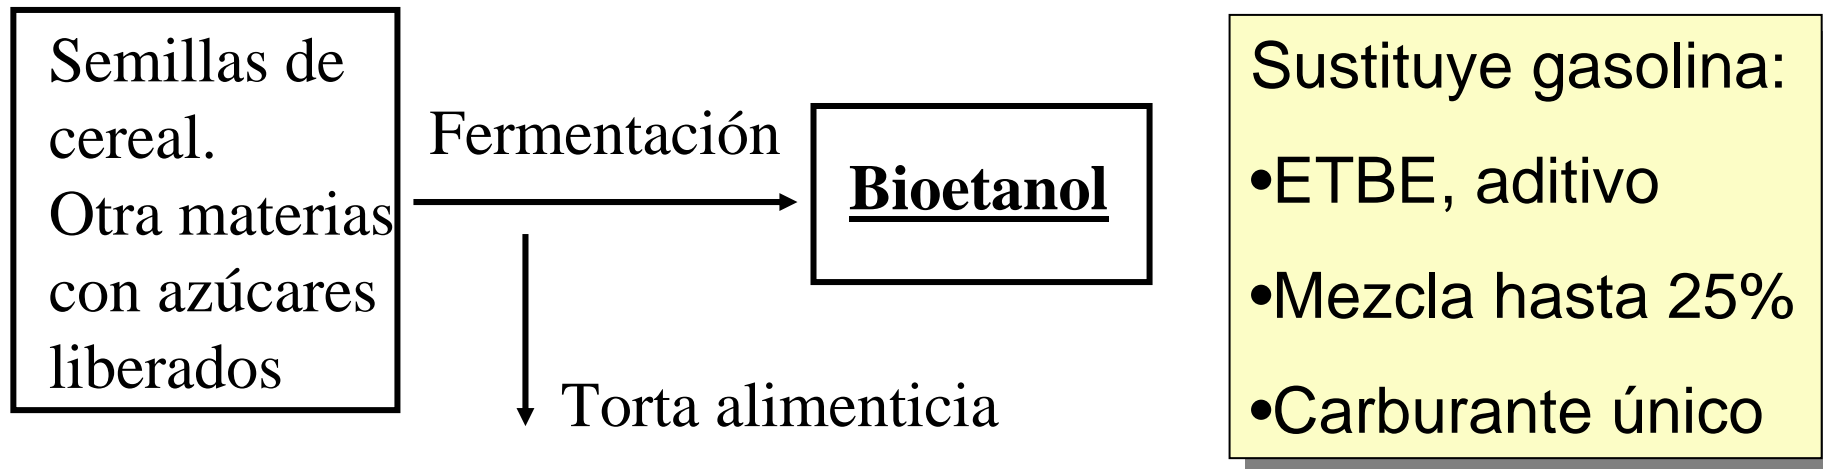 Semillas de
cereal.
Otra materias
con azúcares
liberados
Fermentación
Bioetanol
Torta alimenticia
Sustituye gasolina:
•ETBE, aditivo
•Mezcla hasta 25%
•Carburante único